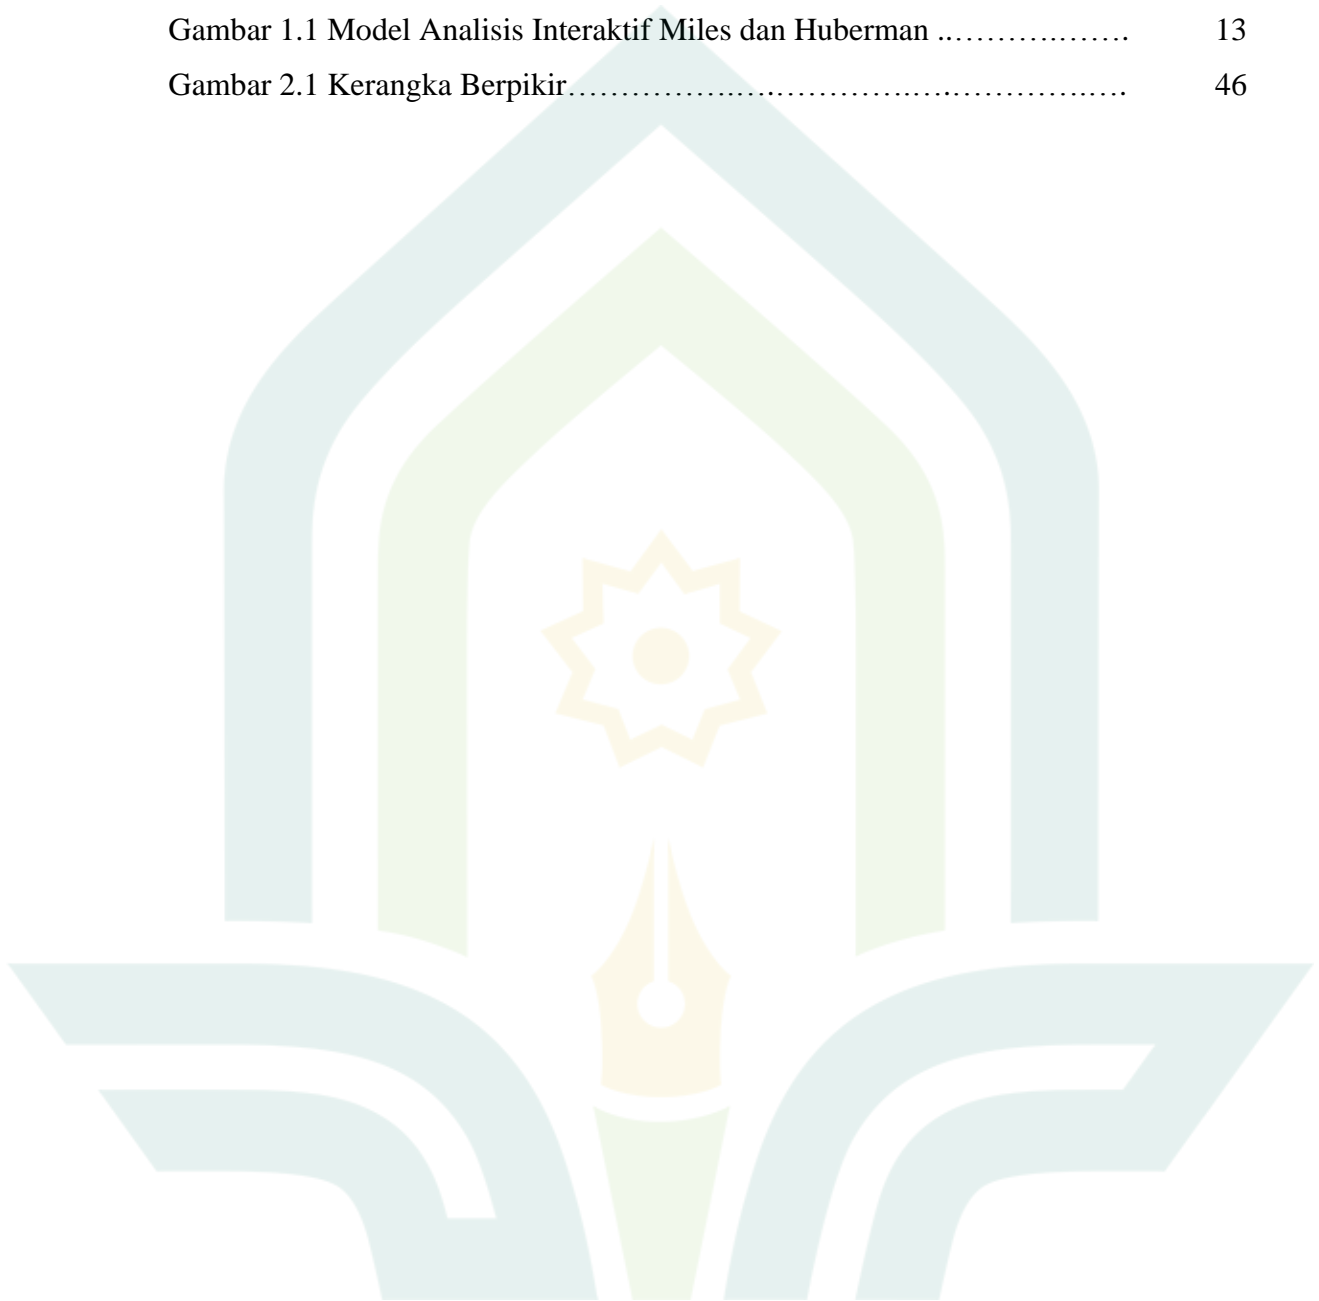 Gambar 1.1 Model Analisis Interaktif Miles dan Huberman ..……….……. 13
Gambar 2.1 Kerangka Berpikir…………….….………….….………….…. 46